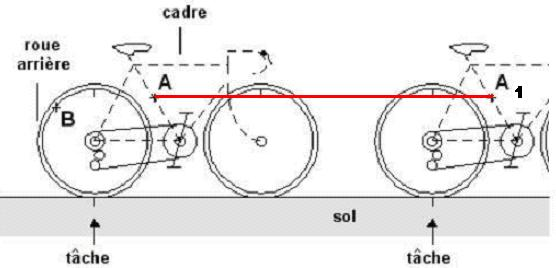 cadre
roue
arrière
A
A 1
B
sol
tâche
tâche